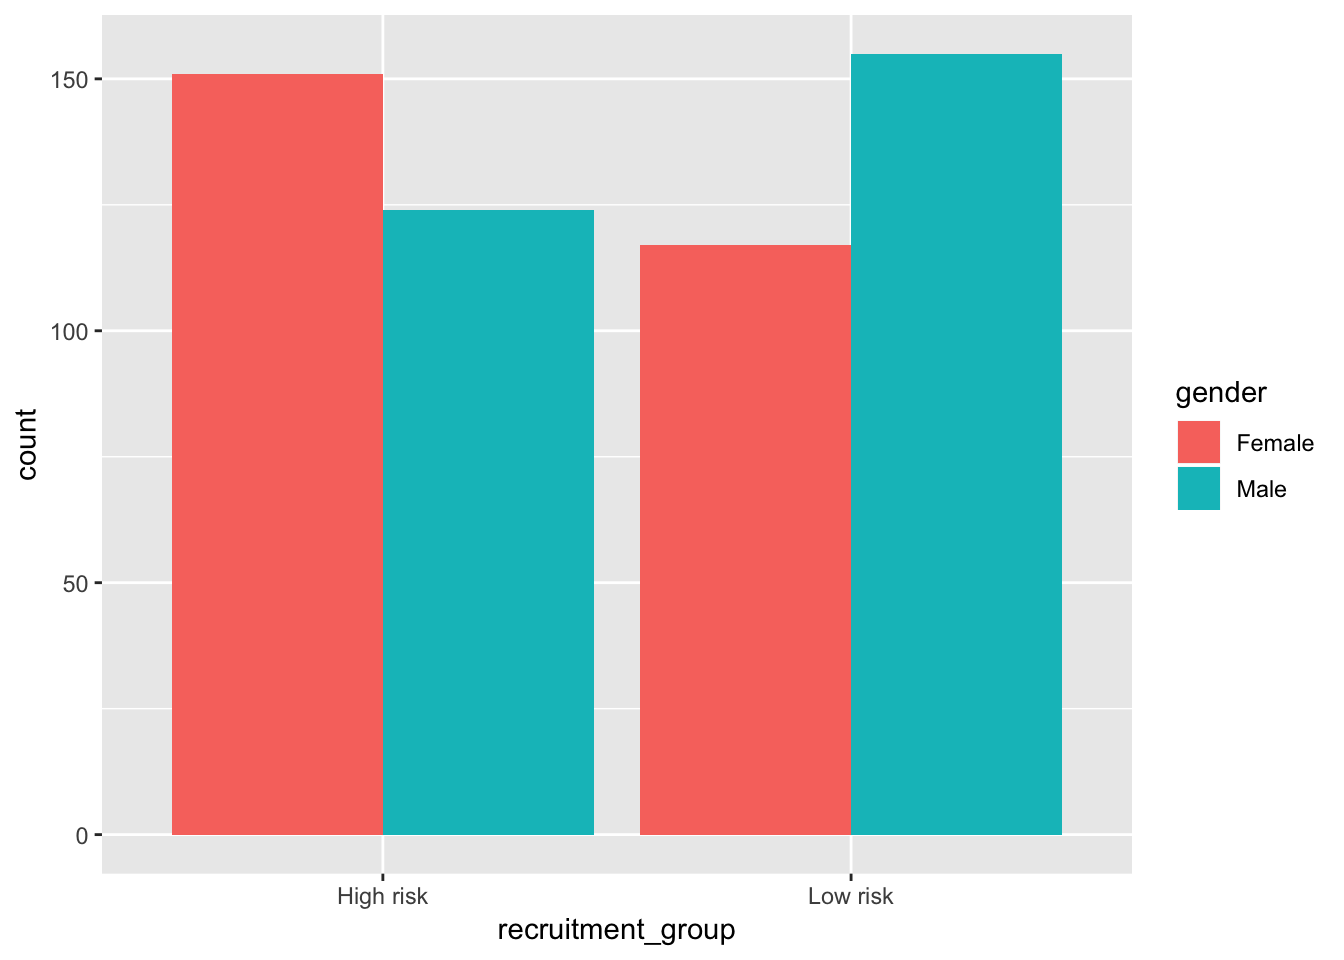 150
100
50
0
count
High risk
Low risk
recruitment_group
gender
Female
Male